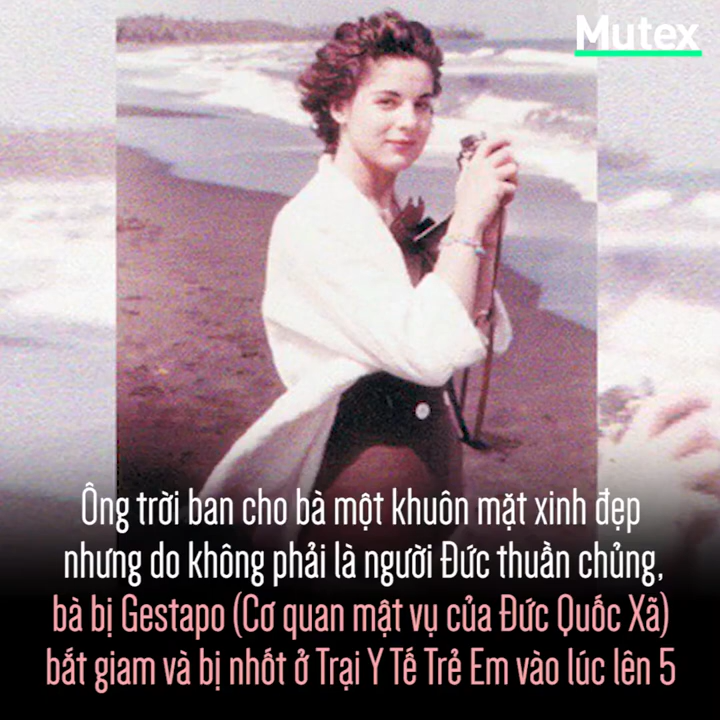 Mutex
Ông trời ban cho bà một khuôn mặt xinh đẹp
nhưng do không phải là người Đức thuần chủng,
bà bị Gestapo (Cơ quan mật vụ của Đức Quốc Xã)
bắt giam và bị nhốt ở Trại Y Tế Trẻ Em vào lúc lên 5